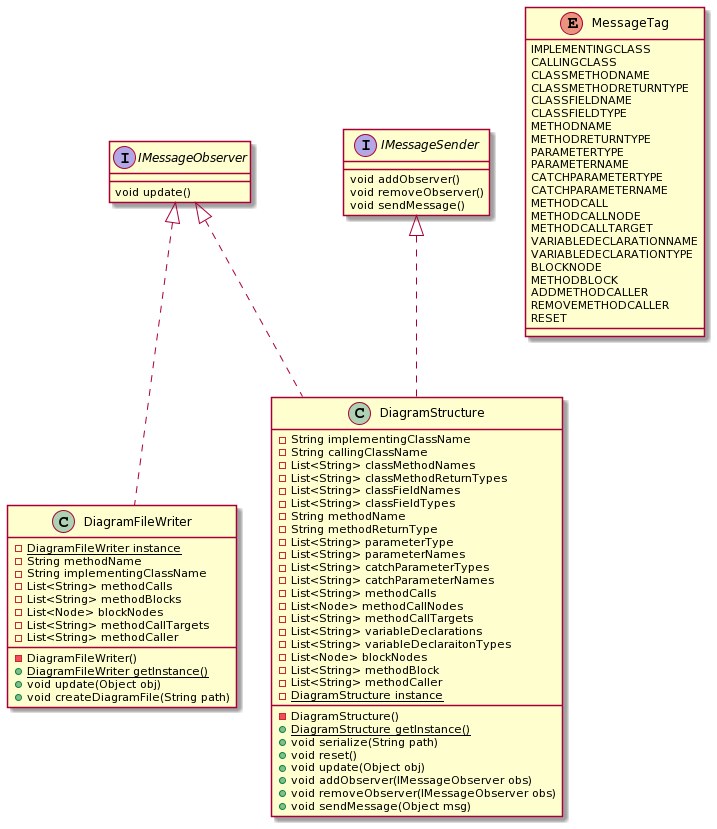 E MessageTag
IMPLEMENTINGCLASS
CALLINGCLASS
CLASSMETHODNAME
CLASSMETHODRETURNTYPE
CLASSFIELDNAME
CLASSFIELDTYPE
METHODNAME
METHODRETURNTYPE
PARAMETERTYPE
PARAMETERNAME
CATCHPARAMETERTYPE
CATCHPARAMETERNAME
METHODCALL
METHODCALLNODE
METHODCALLTARGET
VARIABLEDECLARATIONNAME
VARIABLEDECLARATIONTYPE
BLOCKNODE
METHODBLOCK
ADDMETHODCALLER
REMOVEMETHODCALLER
RESET
I IMessageObserver
void update()
I IMessageSender
void addObserver()
void removeObserver()
void sendMessage()
C DiagramFileWriter
DiagramFileWriter instance
String methodName
String implementingClassName
List<String> methodCalls
List<String> methodBlocks
List<Node> blockNodes
List<String> methodCallTargets
List<String> methodCaller
DiagramFileWriter()
DiagramFileWriter getInstance()
void update(Object obj)
void createDiagramFile(String path)
C DiagramStructure
String implementingClassName
String callingClassName
List<String> classMethodNames
List<String> classMethodReturnTypes
List<String> classFieldNames
List<String> classFieldTypes
String methodName
String methodReturnType
List<String> parameterType
List<String> parameterNames
List<String> catchParameterTypes
List<String> catchParameterNames
List<String> methodCalls
List<Node> methodCallNodes
List<String> methodCallTargets
List<String> variableDeclarations
List<String> variableDeclaraitonTypes
List<Node> blockNodes
List<String> methodBlock
List<String> methodCaller
DiagramStructure instance
DiagramStructure()
DiagramStructure getInstance()
void serialize(String path)
void reset()
void update(Object obj)
void addObserver(IMessageObserver obs)
void removeObserver(IMessageObserver obs)
void sendMessage(Object msg)